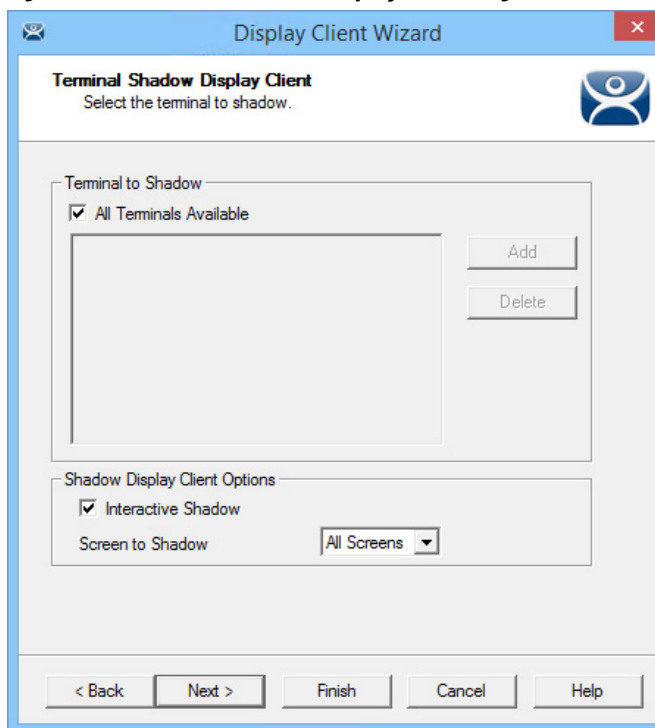 Display Client Wizard
Terminal Shadow Display Client
Select the terminal to shadow.
Terminal to Shadow
All Terminals Available
Add
Delete
Shadow Display Client Options
Interactive Shadow
Screen to Shadow All Screens
< Back Next > Finish Cancel Help